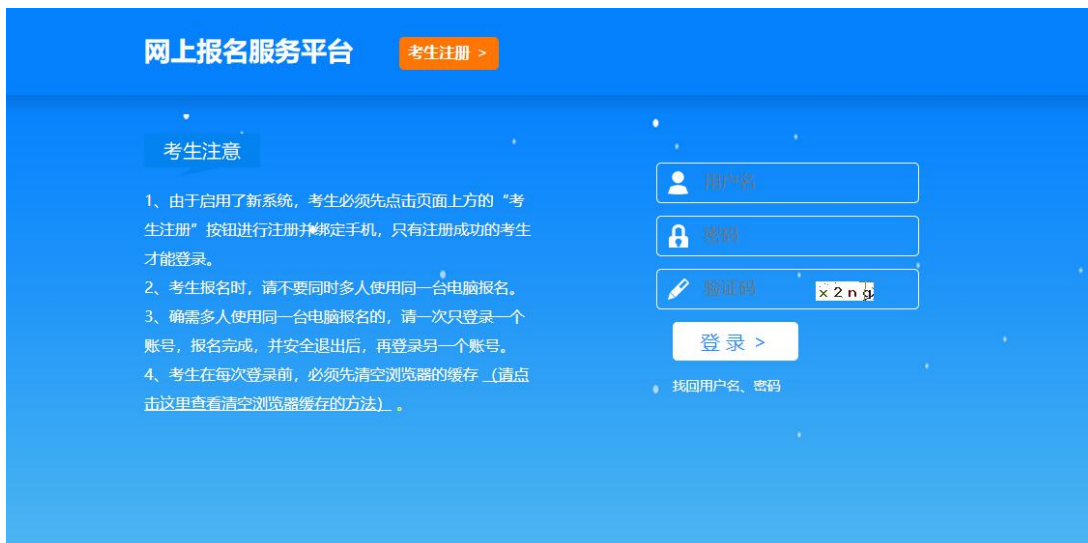 网上报名服务平台
考生注册 >
考生注意
1、由于启用了新系统，考生必须先点击页面上方的“考
生注册”按钮进行注册并绑定手机，只有注册成功的考生
才能登录。
2、考生报名时，请不要同时多人使用同一台电脑报名。
3、确需多人使用同一台电脑报名的，请一次只登录一个
账号，报名完成，并安全退出后，再登录另一个账号。
4、考生在每次登录前，必须先清空浏览器的缓存（请点
击这里查看清空浏览器缓存的方法）。
用户名
密码
验证码
x2ng
登 录 >
找回用户名、密码